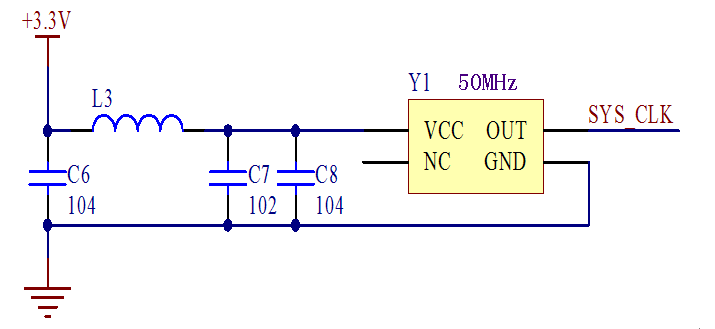 +3.3V
Y1 50MHz
L3
SYS_CLK
VCC OUT
NC GND
C6
104
C7
102
C8
104